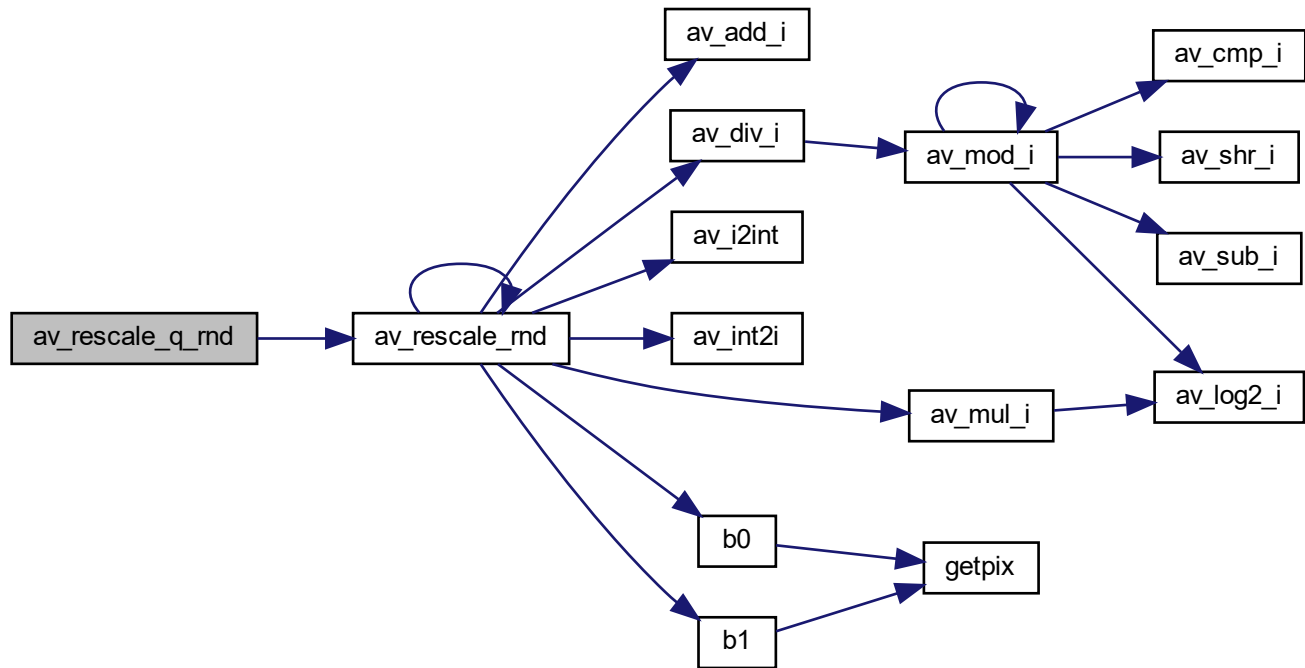 av_add_i
av_cmp_i
av_div_i
av_mod_i
av_shr_i
av_i2int
av_sub_i
av_rescale_q_rnd
av_rescale_rnd
av_int2i
av_mul_i
av_log2_i
b0
getpix
b1